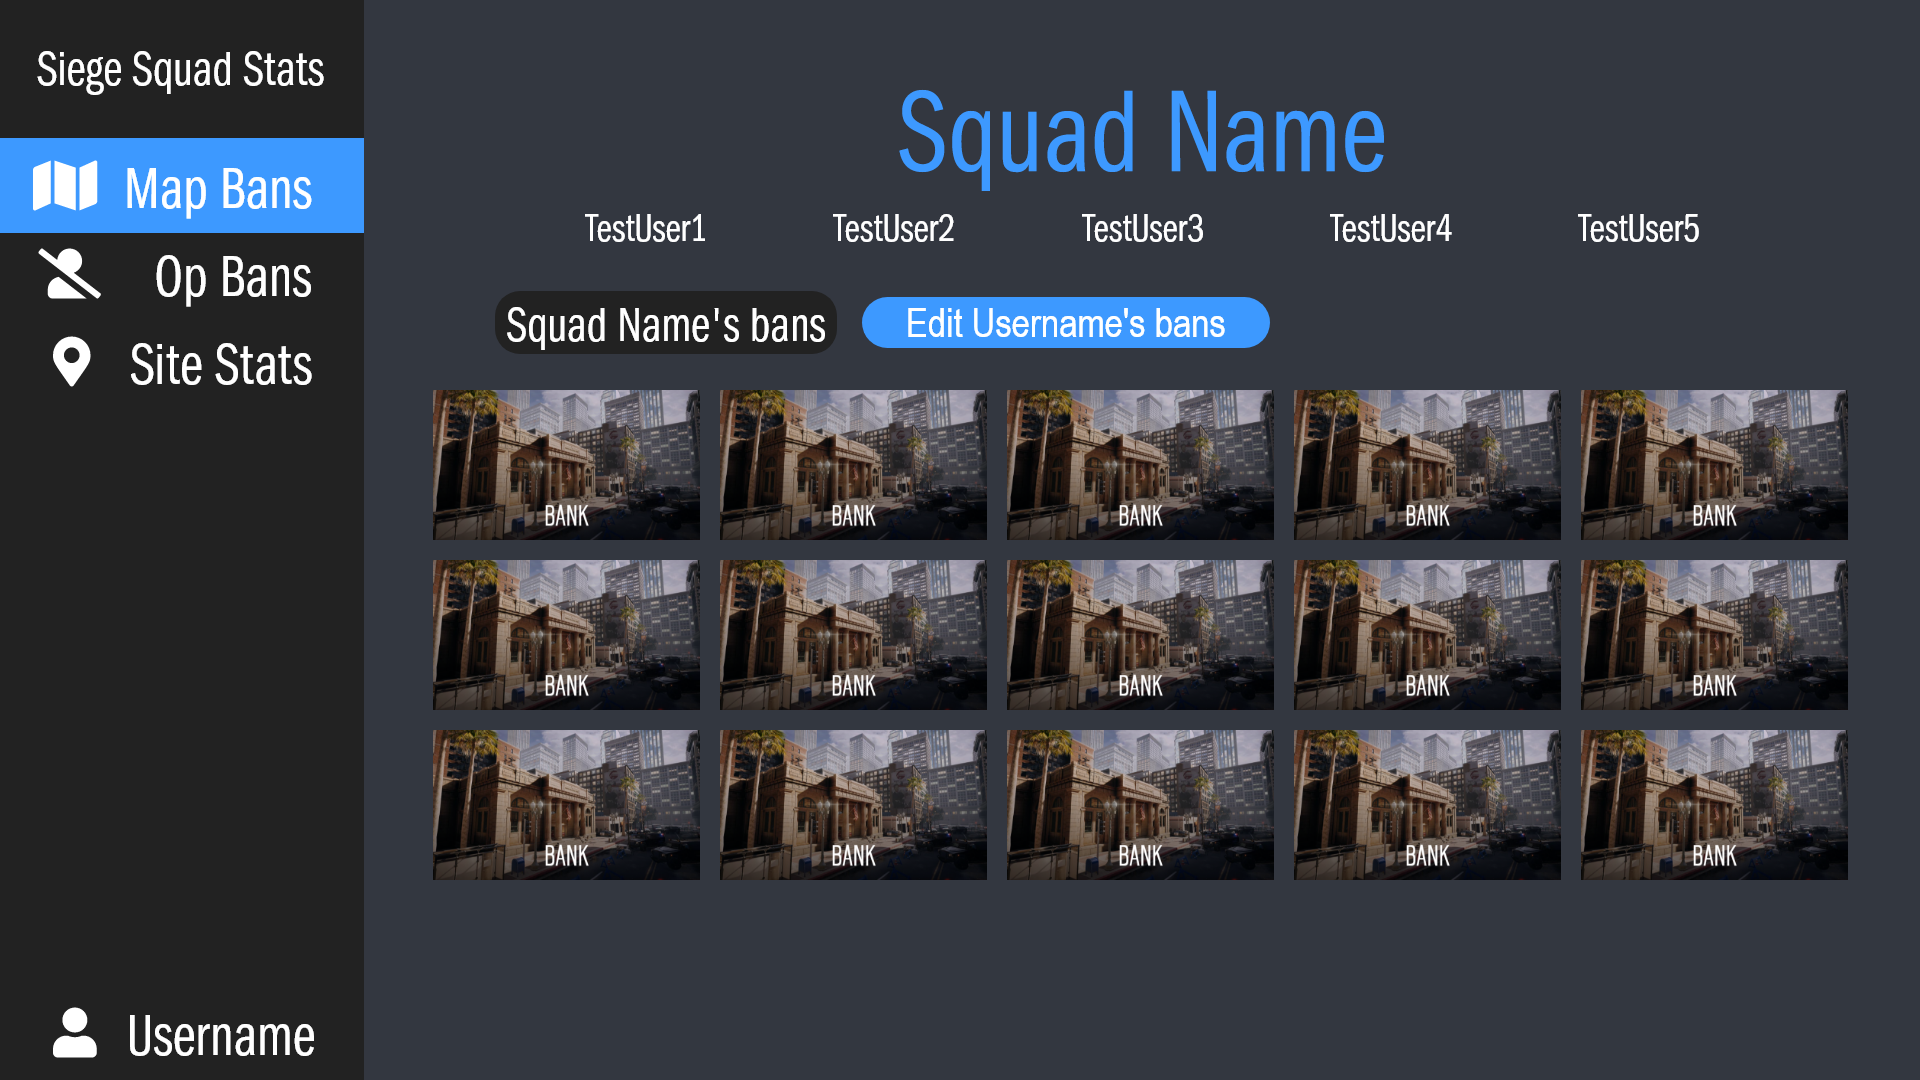 Siege Squad Stats
Map Bans
Op Bans
Site Stats
Username
Squad Name
TestUser1 TestUser2 TestUser3 TestUser4 TestUser5
Squad Name's bans Edit Username's bans
BANK BANK BANK BANK BANK
BANK BANK BANK BANK BANK
BANK BANK BANK BANK BANK